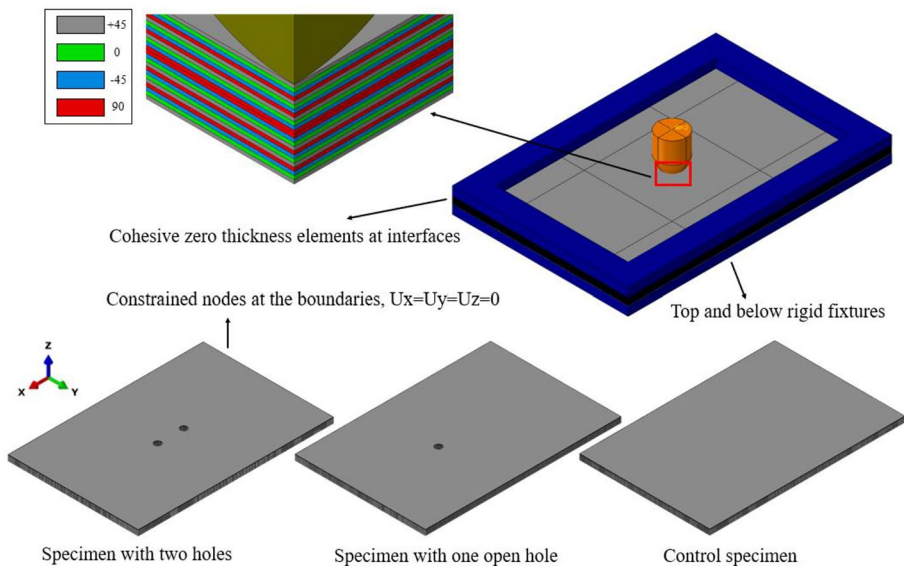 +45
0
-45
90
Cohesive zero thickness elements at interfaces
Constrained nodes at the boundaries, Ux=Uy=Uz=0
Top and below rigid fixtures
Z
X
Y
Specimen with two holes
Specimen with one open hole
Control specimen